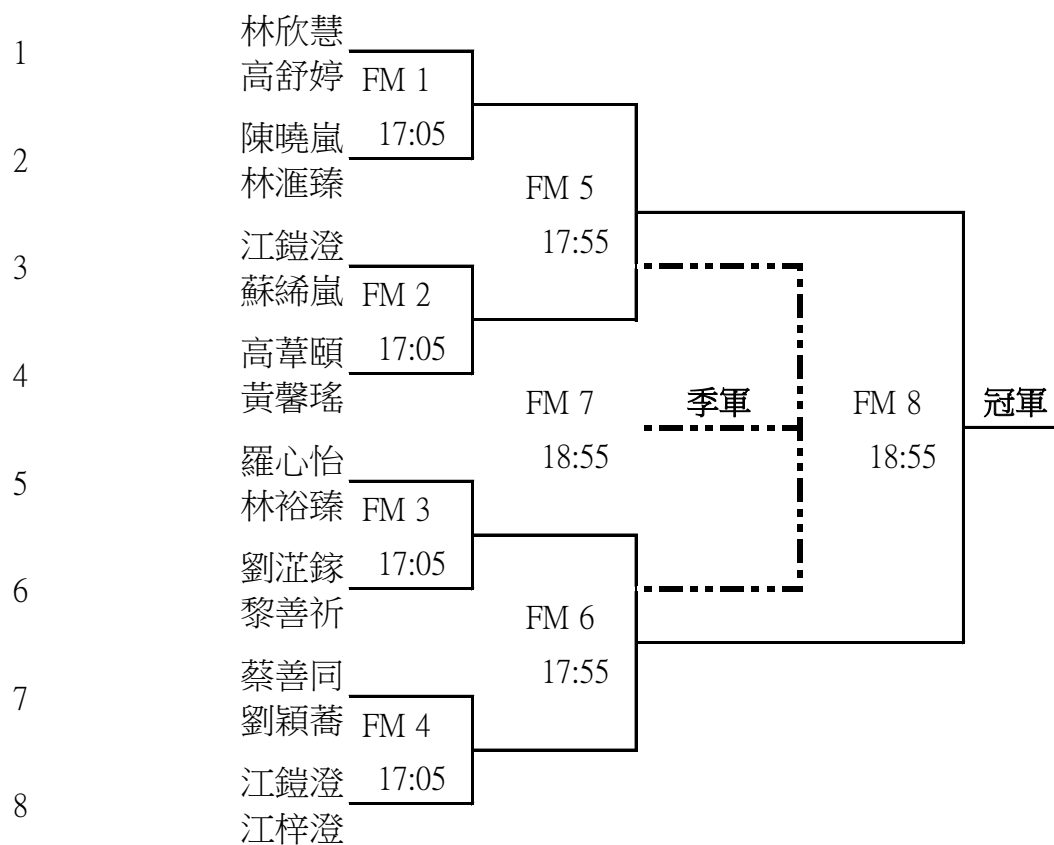 1
林欣慧
高舒婷
FM 1
17:05
2
陳曉嵐
林滙臻
FM 5
17:55
3
江鎧澄
蘇絺嵐
FM 2
17:05
4
高葦頤
黃馨瑤
FM 7
18:55
季軍
FM 8
18:55
冠軍
5
羅心怡
林裕臻
FM 3
17:05
6
劉芷鎵
黎善祈
FM 6
17:55
7
蔡善同
劉穎蕎
FM 4
17:05
8
江鎧澄
江梓澄